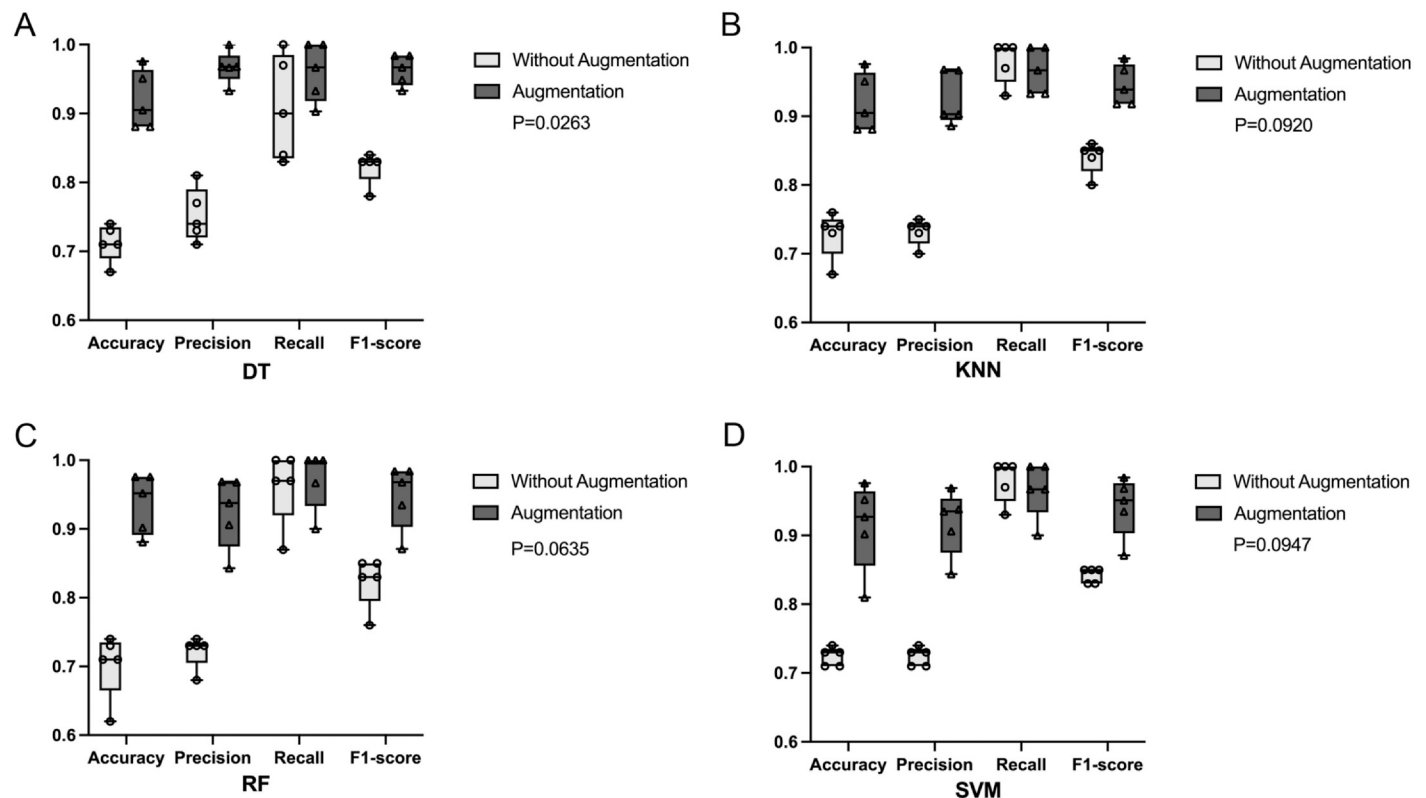 A
1.0
0.9
0.8
0.7
0.6
Accuracy Precision Recall F1-score
DT
Without Augmentation
Augmentation
P=0.0263
B
1.0
0.9
0.8
0.7
0.6
Accuracy Precision Recall F1-score
KNN
Without Augmentation
Augmentation
P=0.0920
C
1.0
0.9
0.8
0.7
0.6
Accuracy Precision Recall F1-score
RF
Without Augmentation
Augmentation
P=0.0635
D
1.0
0.9
0.8
0.7
0.6
Accuracy Precision Recall F1-score
SVM
Without Augmentation
Augmentation
P=0.0947